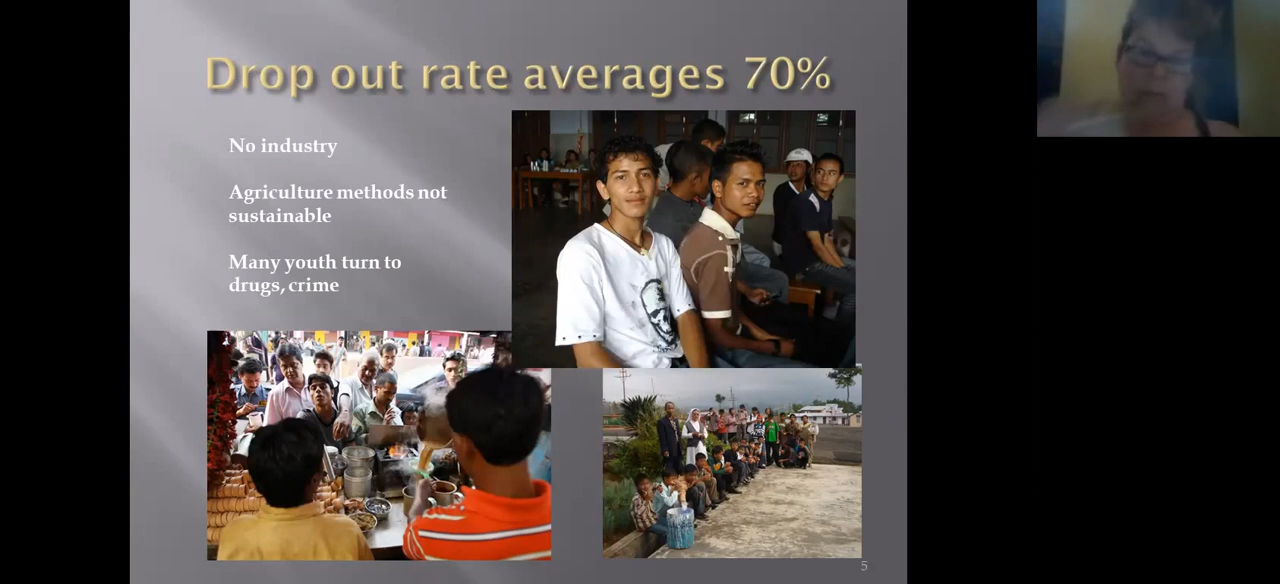 Drop out rate averages 70%
No industry
Agriculture methods not
sustainable
Many youth turn to
drugs, crime
5